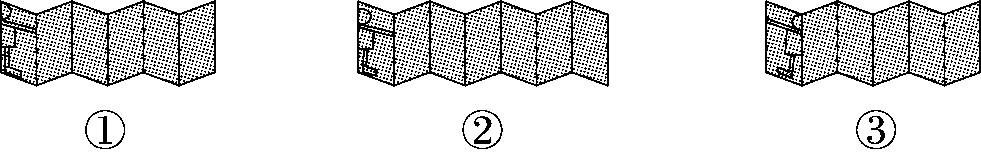 ① ② ③